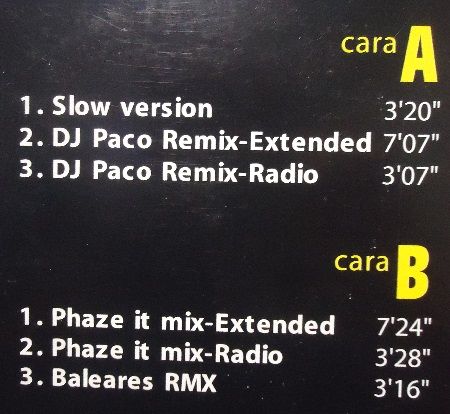 cara A
1. Slow version 3'20"
2. DJ Paco Remix-Extended 7'07"
3. DJ Paco Remix-Radio 3'07"
cara B
1. Phaze it mix-Extended 7'24"
2. Phaze it mix-Radio 3'28"
3. Baleares RMX 3'16"